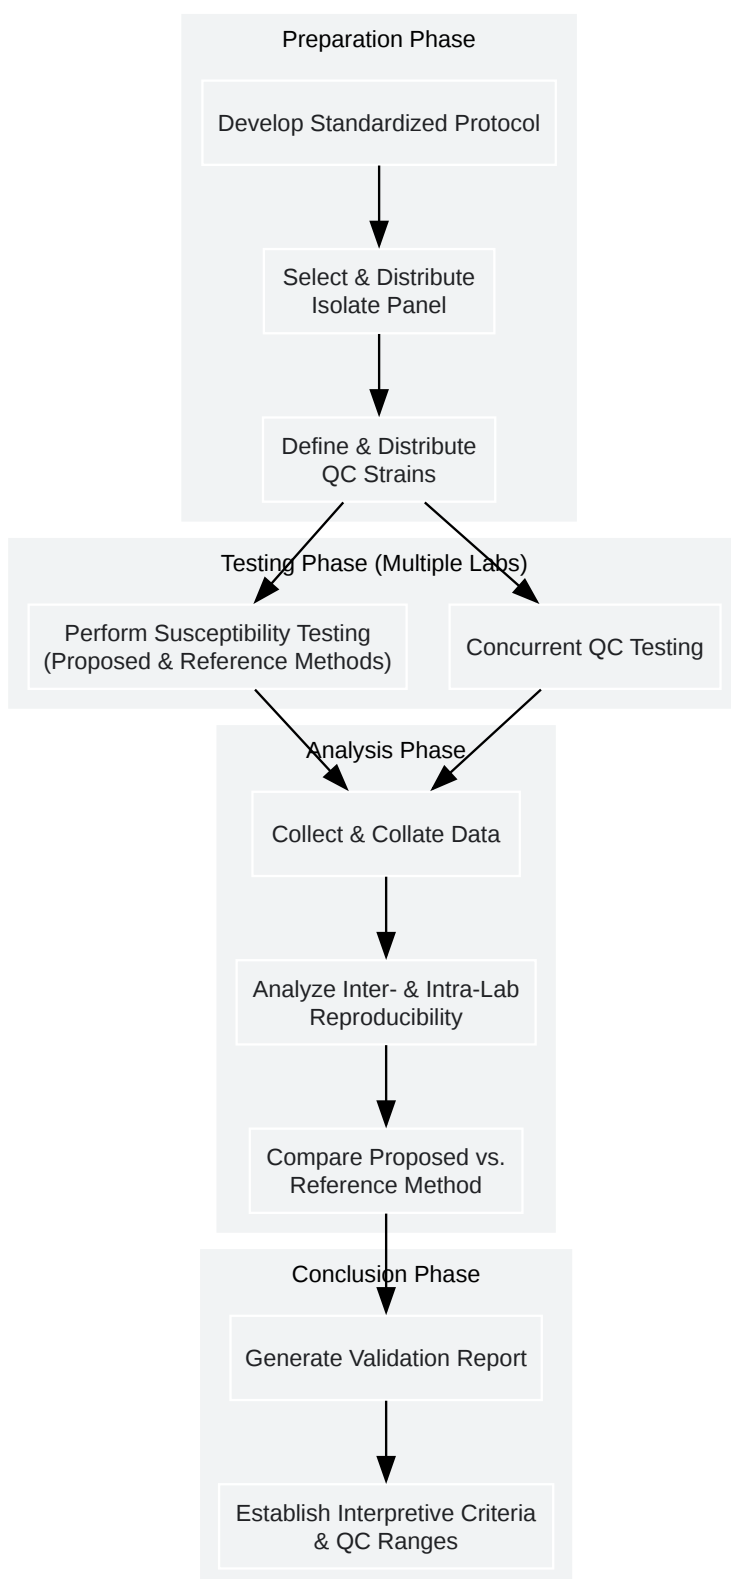 Preparation Phase
Develop Standardized Protocol
Select & Distribute
Isolate Panel
Define & Distribute
QC Strains
Testing Phase (Multiple Labs)
Perform Susceptibility Testing
(Proposed & Reference Methods)
Concurrent QC Testing
Analysis Phase
Collect & Collate Data
Analyze Inter- & Intra-Lab
Reproducibility
Compare Proposed vs.
Reference Method
Conclusion Phase
Generate Validation Report
Establish Interpretive Criteria
& QC Ranges